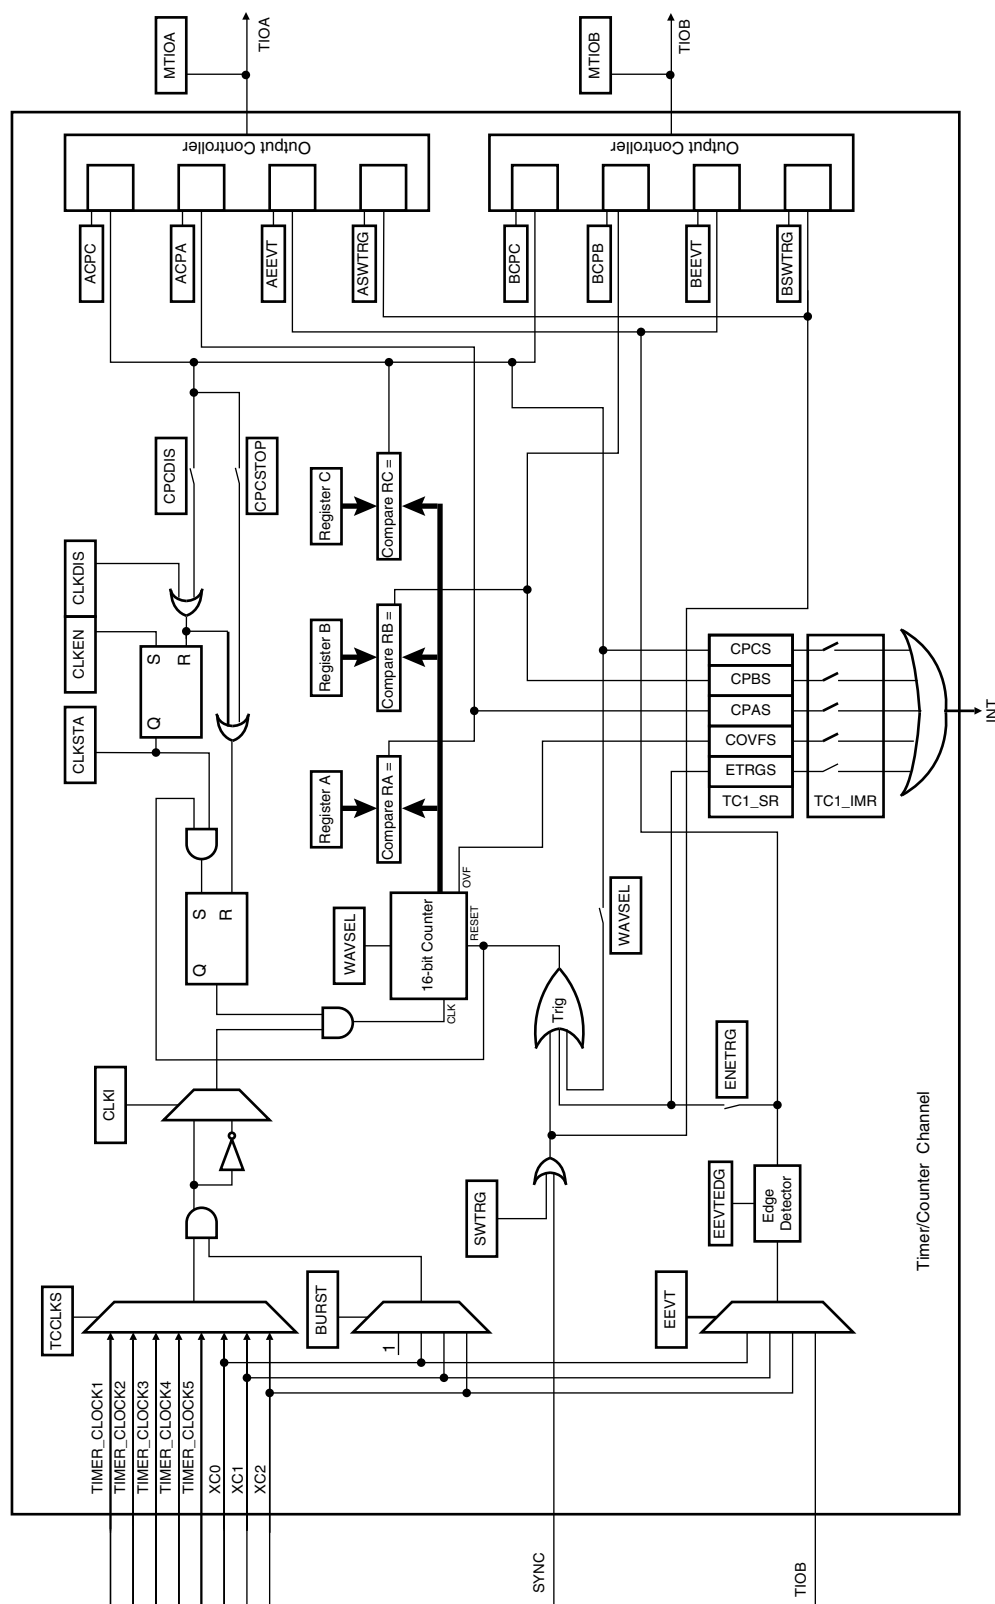 TIMER_CLOCK1
TIMER_CLOCK2
TIMER_CLOCK3
TIMER_CLOCK4
TIMER_CLOCK5
XC0
XC1
XC2
TCCLKS
CLKI
CLKSTA
CLKEN
CLKDIS
Q
S
R
Q
S
R
CPCDIS
CPCSTOP
ACPC
ACPA
AEEVT
ASWTRG
Output Controller
MTIOA
TIOA
BURST
1
WAVSEL
Register A
Register B
Register C
16-bit Counter
CLK
RESET
OVF
Compare RA =
Compare RB =
Compare RC =
BCPC
BCPB
BEEVT
BSWTRG
Output Controller
MTIOB
TIOB
SWTRG
SYNC
Trig
WAVSEL
EEVT
TIOB
EEVTEDG
Edge
Detector
ENETRG
CPCS
CPBS
CPAS
COVFS
ETRGS
TC1_SR
TC1_IMR
INT
Timer/Counter Channel